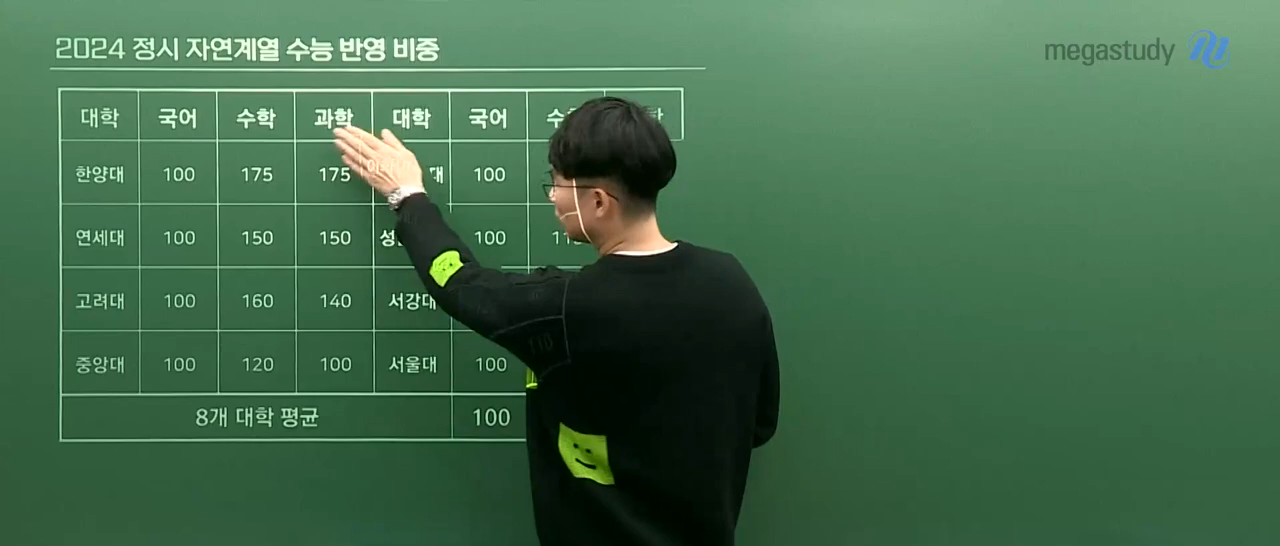 2024 정시 자연계열 수능 반영 비중
megastudy
대학 국어 수학 과학 대학 국어
한양대 100 175 175 100
연세대 100 150 150 100
고려대 100 160 140 서강대
중앙대 100 120 100 서울대 100
8개 대학 평균 100